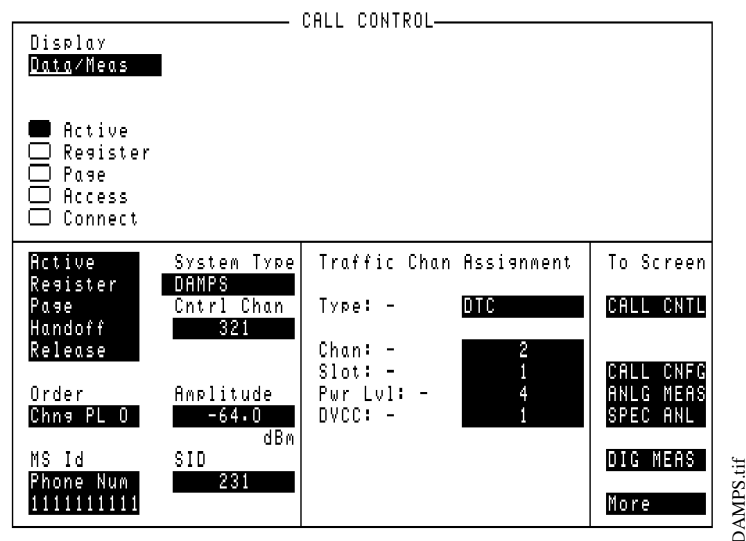 CALL CONTROL
Display
Data/Meas
Active
Register
Page
Access
Connect
Active
Register
Page
Handoff
Release
System Type
DAMPS
Cntrl Chan
321
Order
Chng PL 0
Amplitude
-64.0
dBm
MS Id
Phone Num
1111111111
SID
231
Traffic Chan Assignment
Type: - DTC
Chan: - 2
Slot: - 1
Pwr Lvl: - 4
DVCC: - 1
To Screen
CALL CNTL
CALL CNFG
ANLG MEAS
SPEC ANL
DIG MEAS
More
DAMPS.tif